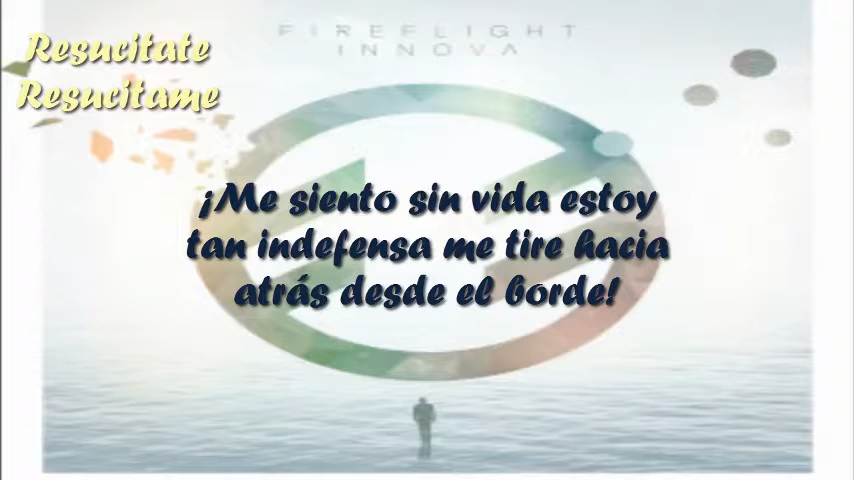 FIREFLIGHT
INNOVA
Resucitate
Resucitame
¡Me siento sin vida estoy
tan indefensa me tire hacia
atrás desde el borde!